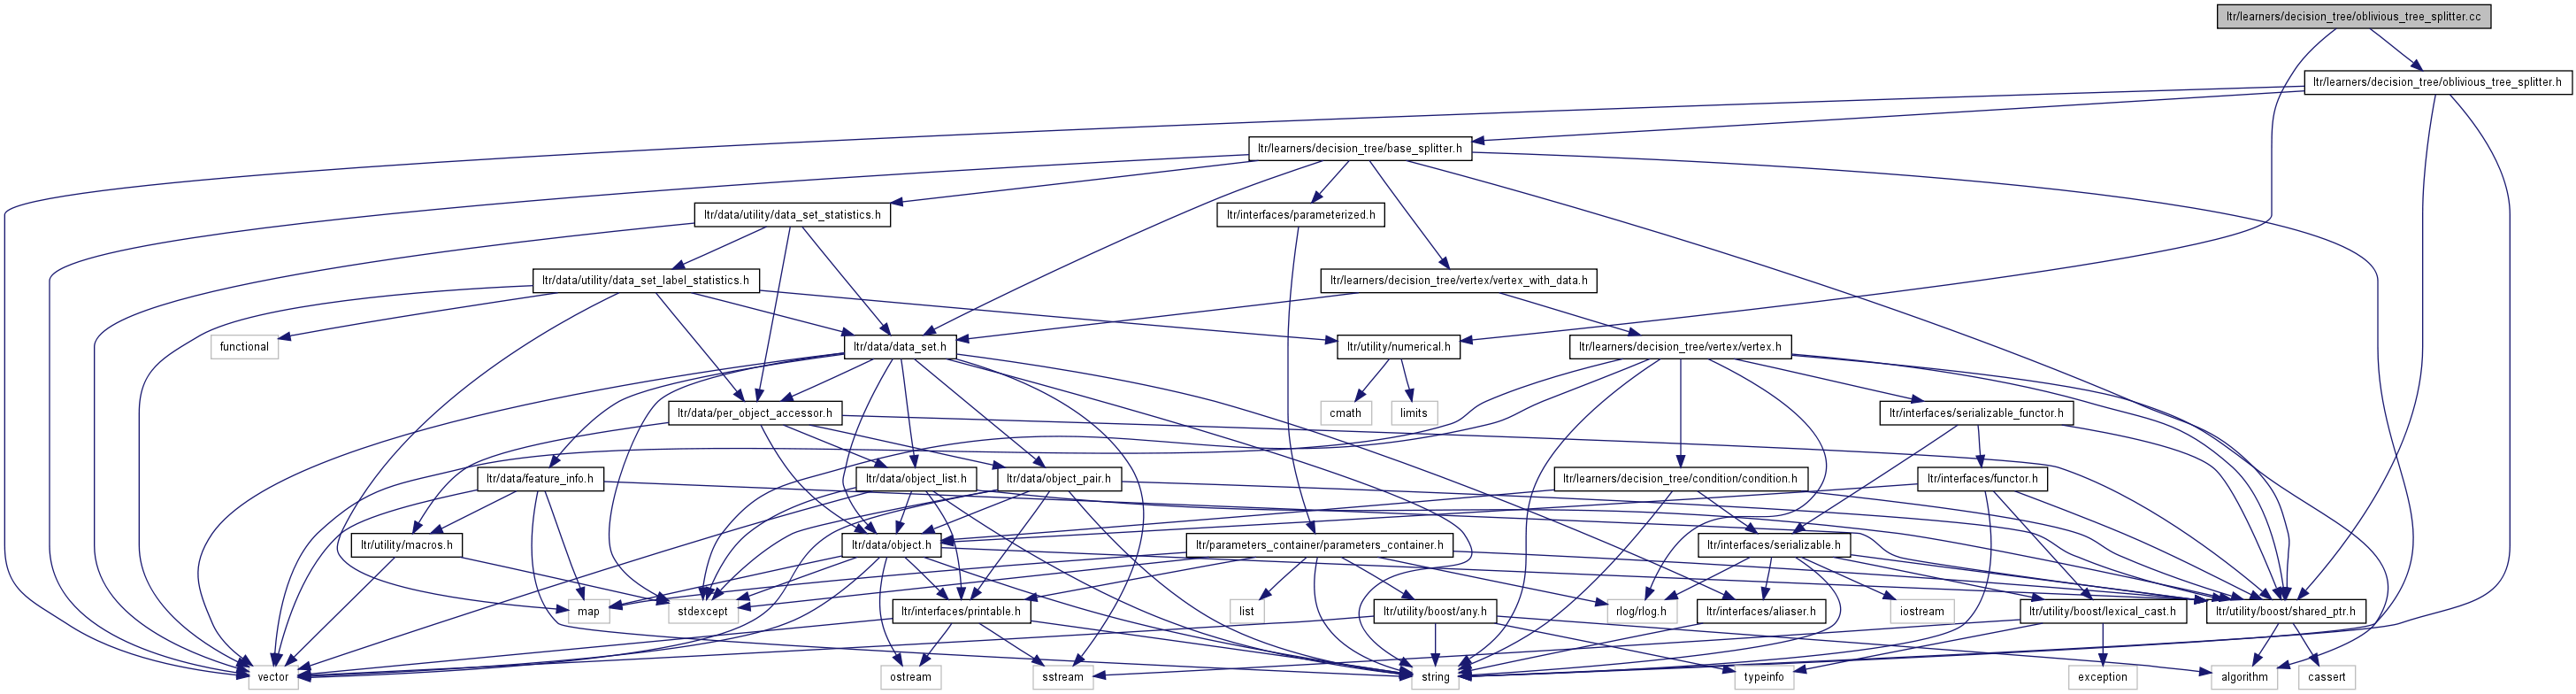 ltr/learners/decision_tree/oblivious_tree_splitter.cc
ltr/learners/decision_tree/oblivious_tree_splitter.h
ltr/learners/decision_tree/base_splitter.h
ltr/data/utility/data_set_statistics.h
ltr/interfaces/parameterized.h
ltr/data/utility/data_set_label_statistics.h
ltr/learners/decision_tree/vertex/vertex_with_data.h
functional
ltr/data/data_set.h
ltr/utility/numerical.h
ltr/learners/decision_tree/vertex/vertex.h
ltr/data/per_object_accessor.h
cmath
limits
ltr/interfaces/serializable_functor.h
ltr/data/feature_info.h
ltr/data/object_list.h
ltr/data/object_pair.h
ltr/learners/decision_tree/condition/condition.h
ltr/interfaces/functor.h
ltr/utility/macros.h
ltr/data/object.h
ltr/parameters_container/parameters_container.h
ltr/interfaces/serializable.h
map
stdexcept
ltr/interfaces/printable.h
list
ltr/utility/boost/any.h
rlog/rlog.h
ltr/interfaces/aliaser.h
iostream
ltr/utility/boost/lexical_cast.h
ltr/utility/boost/shared_ptr.h
vector
ostream
sstream
string
typeinfo
exception
algorithm
cassert